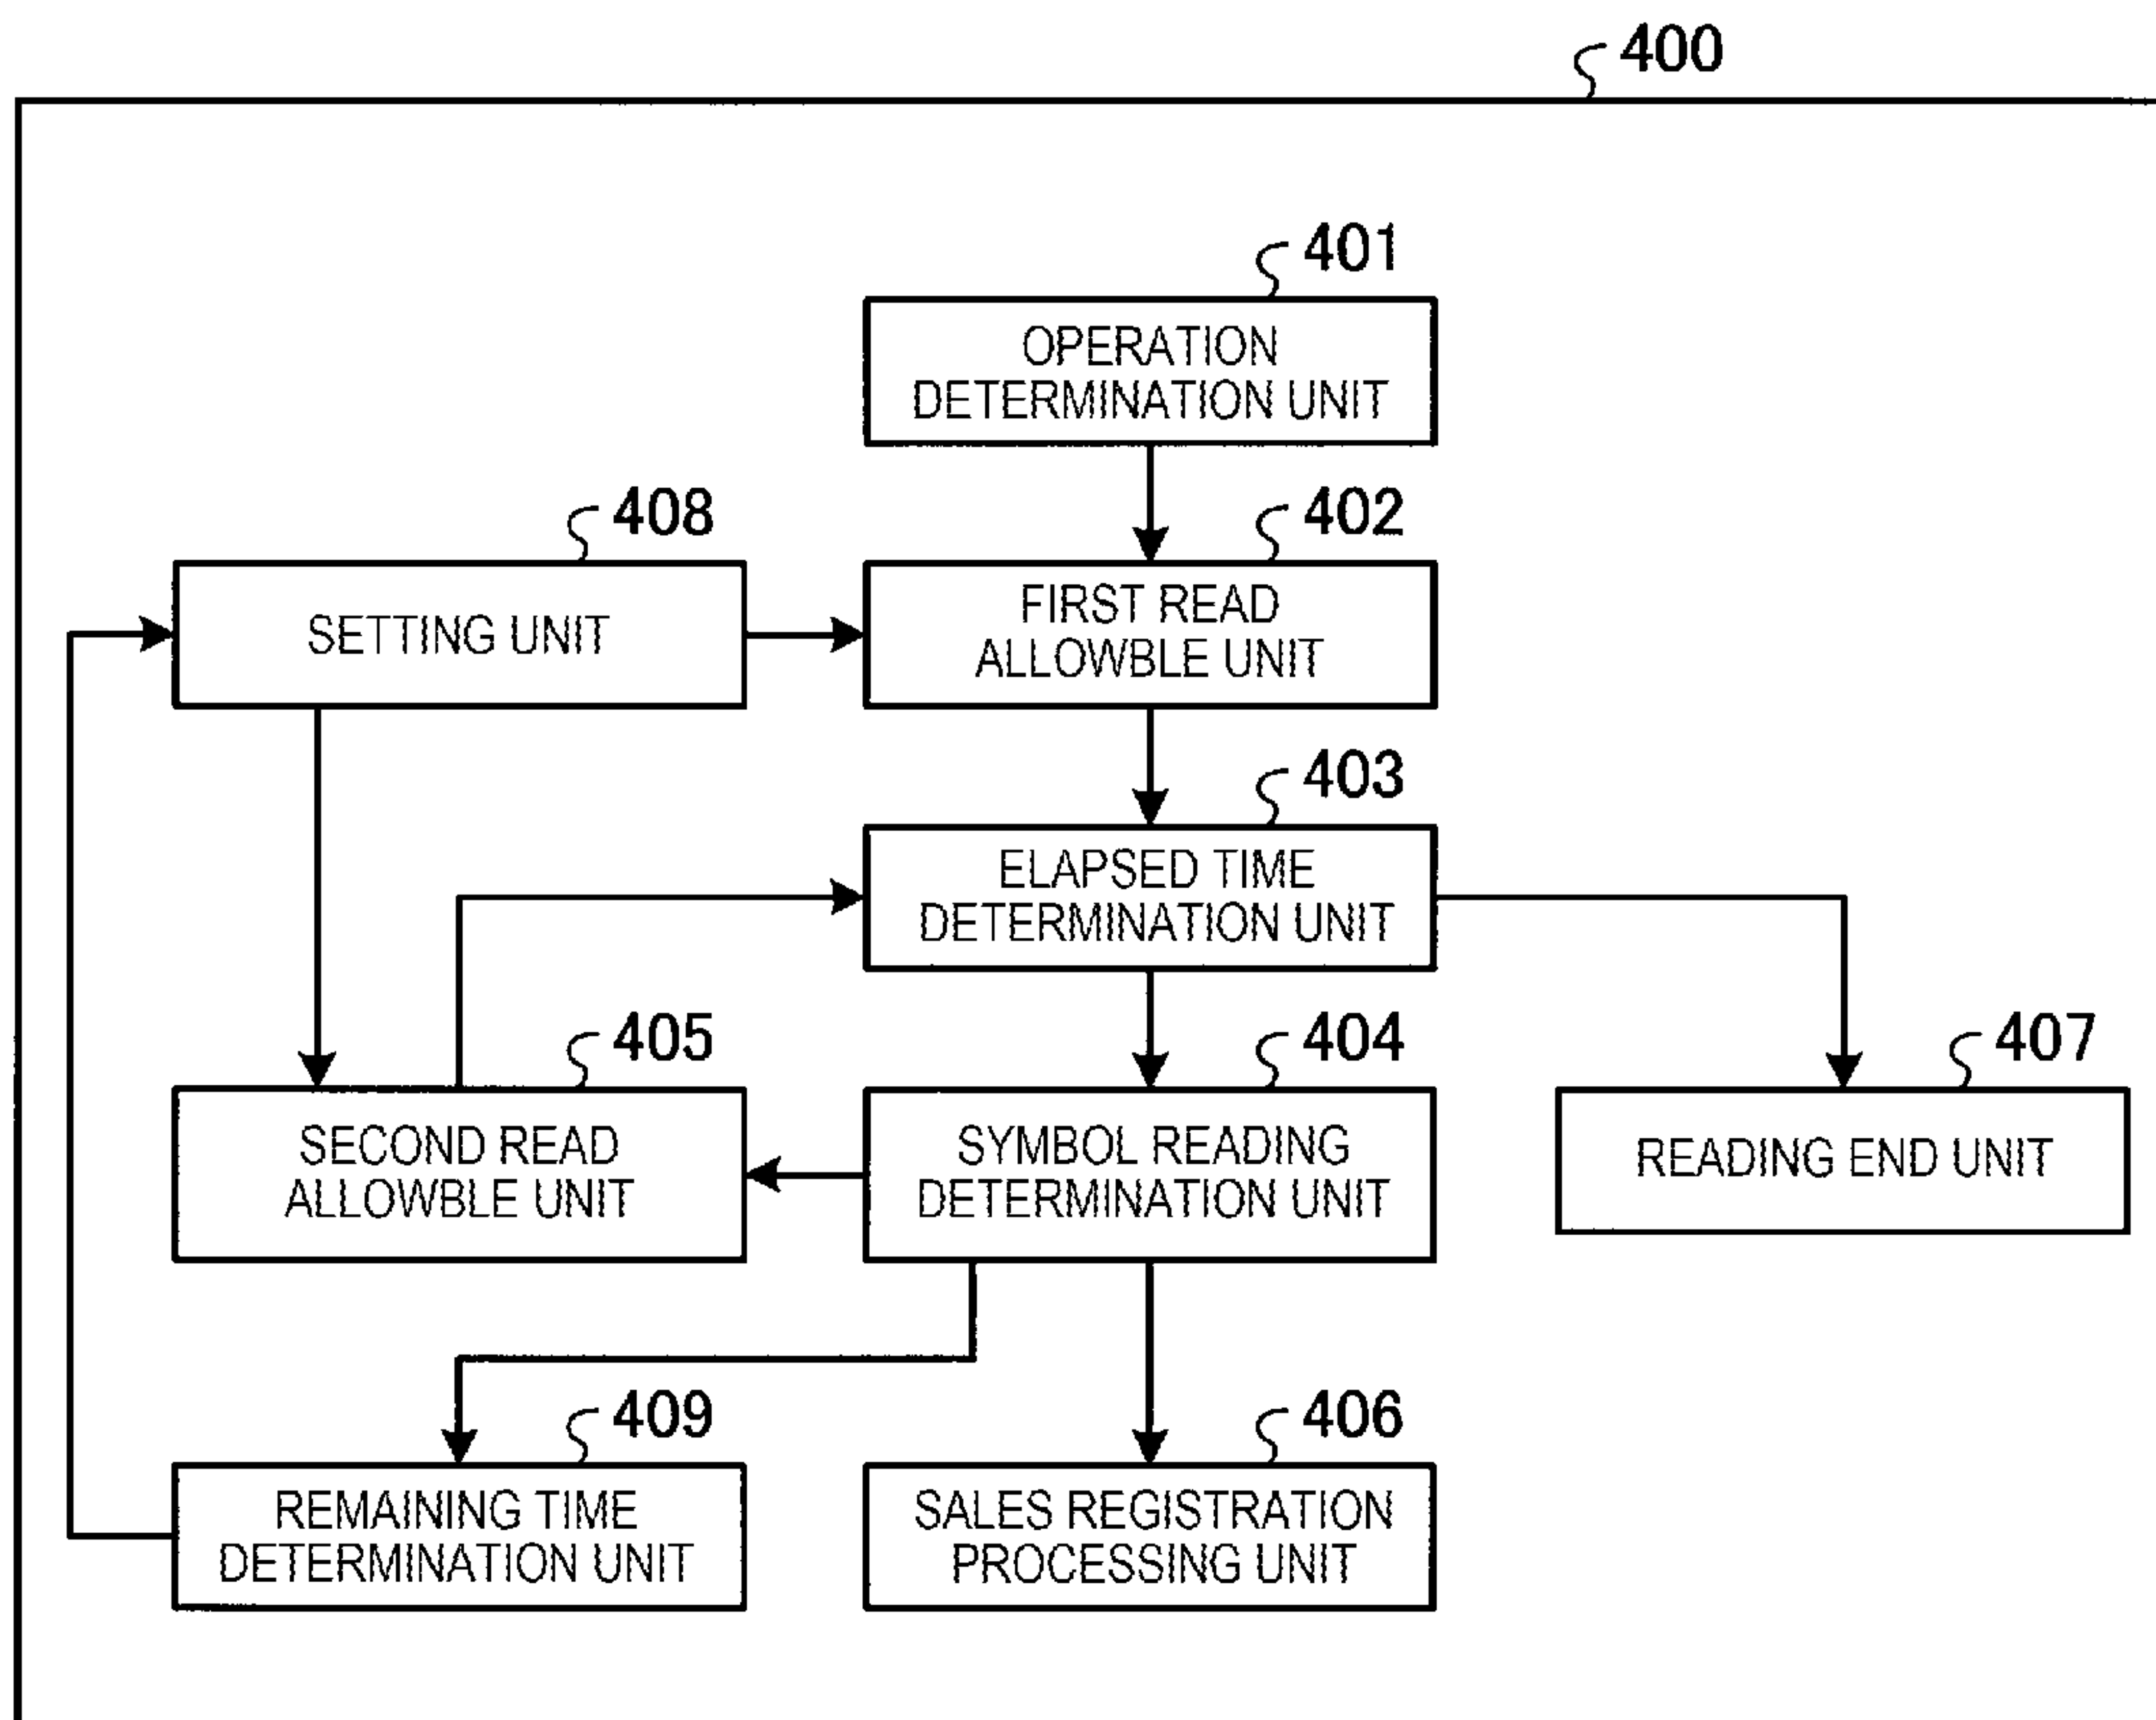 400
401
OPERATION
DETERMINATION UNIT
408
402
SETTING UNIT
FIRST READ
ALLOWBLE UNIT
403
ELAPSED TIME
DETERMINATION UNIT
405
404
407
SECOND READ
ALLOWBLE UNIT
SYMBOL READING
DETERMINATION UNIT
READING END UNIT
409
406
REMAINING TIME
DETERMINATION UNIT
SALES REGISTRATION
PROCESSING UNIT